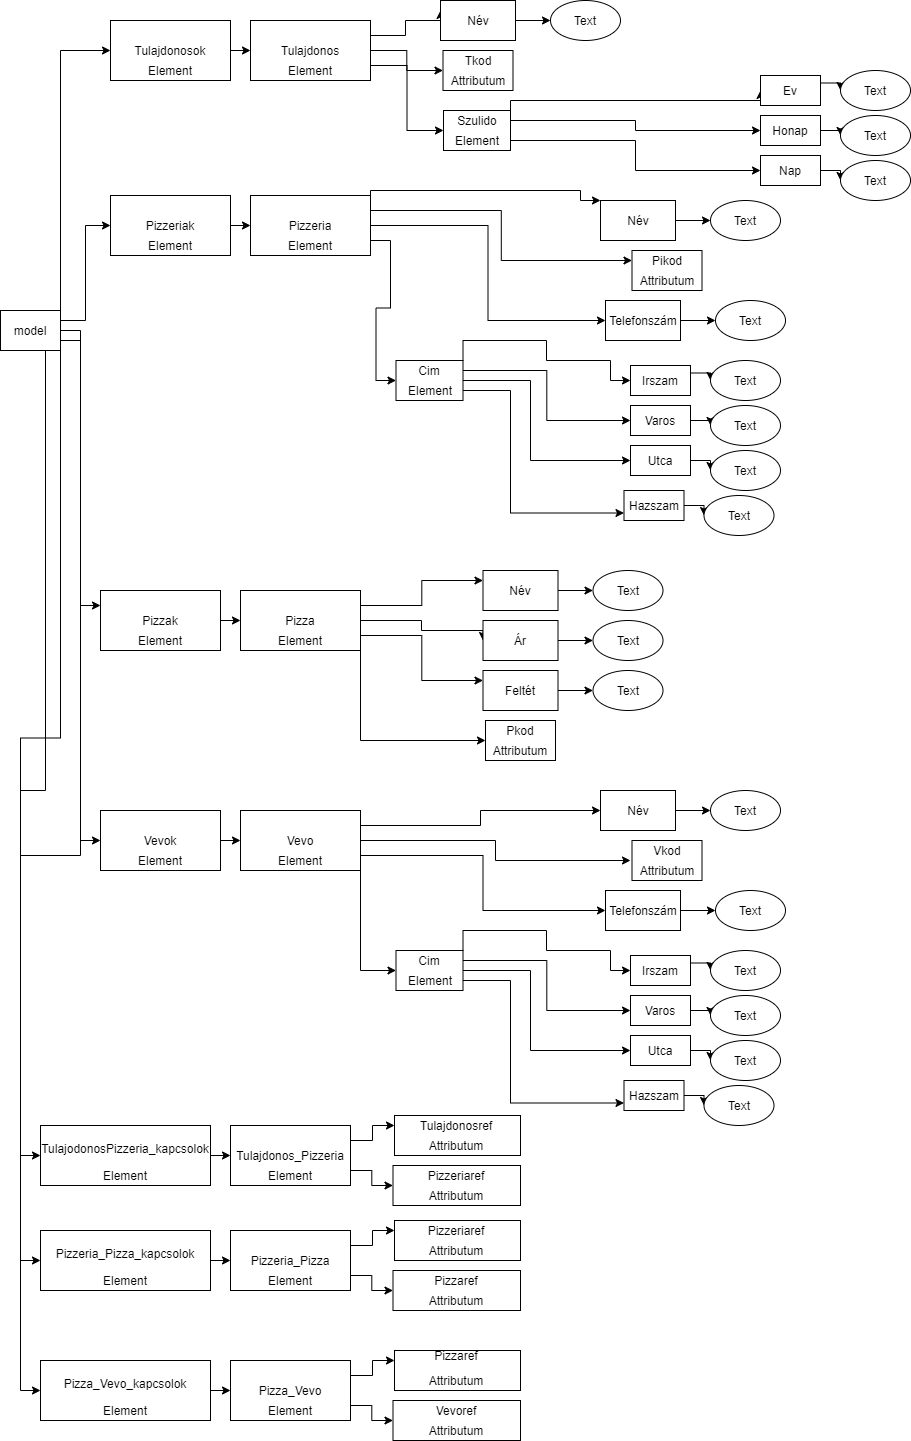 Név
Text
Tulajdonosok
Element
Tulajdonos
Element
Tkod
Attributum
Szulido
Element
Ev
Text
Honap
Text
Nap
Text
Pizzeriak
Element
Pizzeria
Element
Név
Text
Pikod
Attributum
model
Telefonszám
Text
Cim
Element
Irszam
Text
Varos
Text
Utca
Text
Hazszam
Text
Pizzak
Element
Pizza
Element
Név
Text
Ár
Text
Feltét
Text
Pkod
Attributum
Vevok
Element
Vevo
Element
Név
Text
Vkod
Attributum
Telefonszám
Text
Cim
Element
Irszam
Text
Varos
Text
Utca
Text
Hazszam
Text
TulajodonosPizzeria_kapcsolok
Element
Tulajdonos_Pizzeria
Element
Tulajdonosref
Attributum
Pizzeriaref
Attributum
Pizzeria_Pizza_kapcsolok
Element
Pizzeria_Pizza
Element
Pizzeriaref
Attributum
Pizzaref
Attributum
Pizza_Vevo_kapcsolok
Element
Pizza_Vevo
Element
Pizzaref
Attributum
Vevoref
Attributum